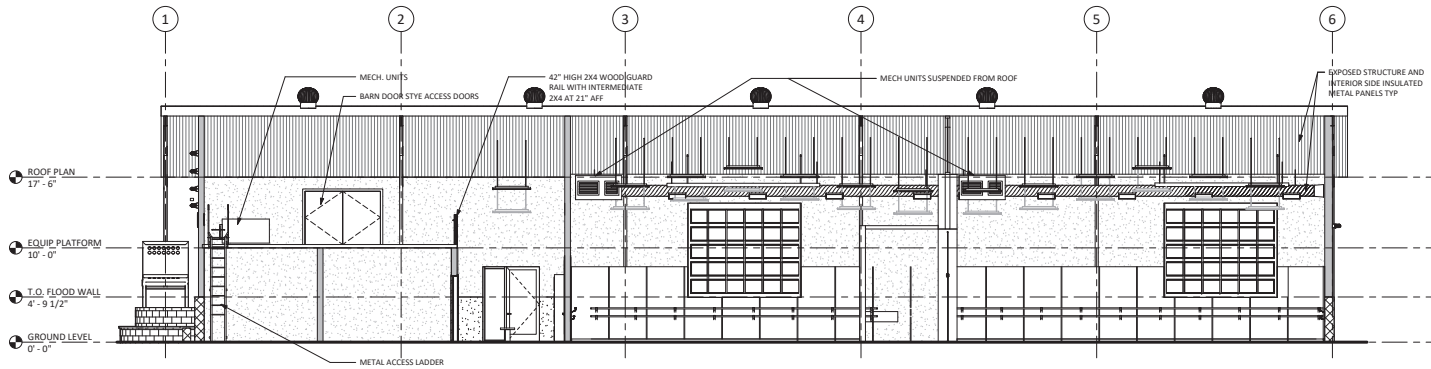 1
2
3
4
5
6
MECH. UNITS
BARN DOOR STYE ACCESS DOORS
42" HIGH 2X4 WOOD GUARD
RAIL WITH INTERMEDIATE
2X4 AT 21" AFF
MECH UNITS SUSPENDED FROM ROOF
EXPOSED STRUCTURE AND
INTERIOR SIDE INSULATED
METAL PANELS TYP
ROOF PLAN
17' - 6"
EQUIP PLATFORM
10' - 0"
T.O. FLOOD WALL
4' - 9 1/2"
GROUND LEVEL
0' - 0"
METAL ACCESS LADDER